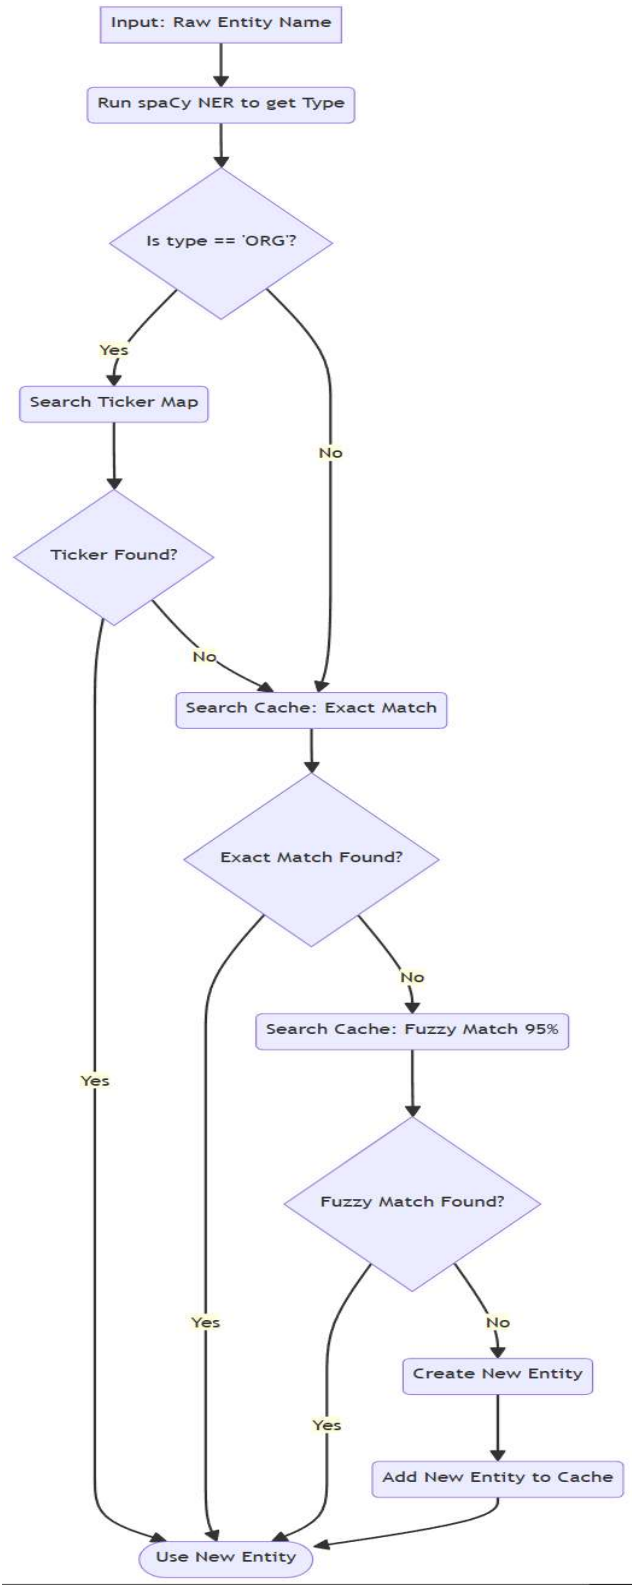 Input: Raw Entity Name
Run spaCy NER to get Type
Is type == 'ORG'?
Yes
Search Ticker Map
No
Ticker Found?
No
Search Cache: Exact Match
Exact Match Found?
No
Search Cache: Fuzzy Match 95%
Yes
Fuzzy Match Found?
Yes
No
Create New Entity
Yes
Add New Entity to Cache
Use New Entity